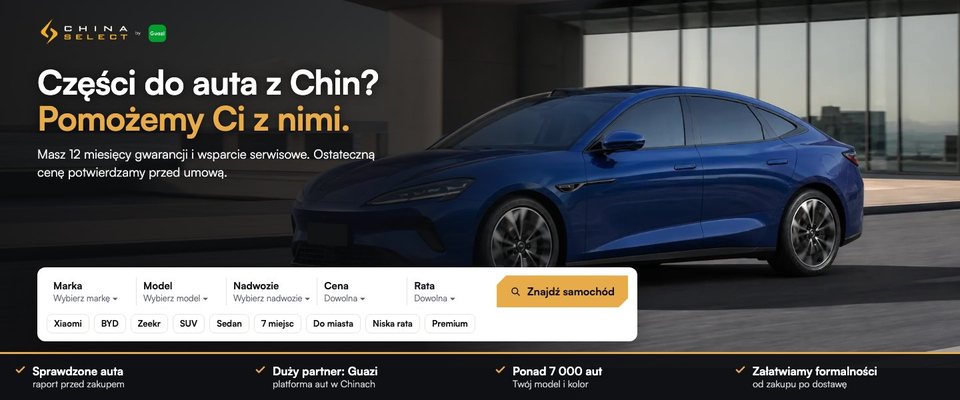 CHINA
SELECT
by
Guazi
Części do auta z Chin?
Pomożemy Ci z nimi.
Masz 12 miesięcy gwarancji i wsparcie serwisowe. Ostateczną
cenę potwierdzamy przed umową.
Marka
Wybierz markę
Model
Wybierz model
Nadwozie
Wybierz nadwozie
Cena
Dowolna
Rata
Dowolna
Znajdź samochód
Xiaomi
BYD
Zeekr
SUV
Sedan
7 miejsc
Do miasta
Niska rata
Premium
Sprawdzone auta
raport przed zakupem
Duży partner: Guazi
platforma aut w Chinach
Ponad 7 000 aut
Twój model i kolor
Załatwiamy formalności
od zakupu po dostawę